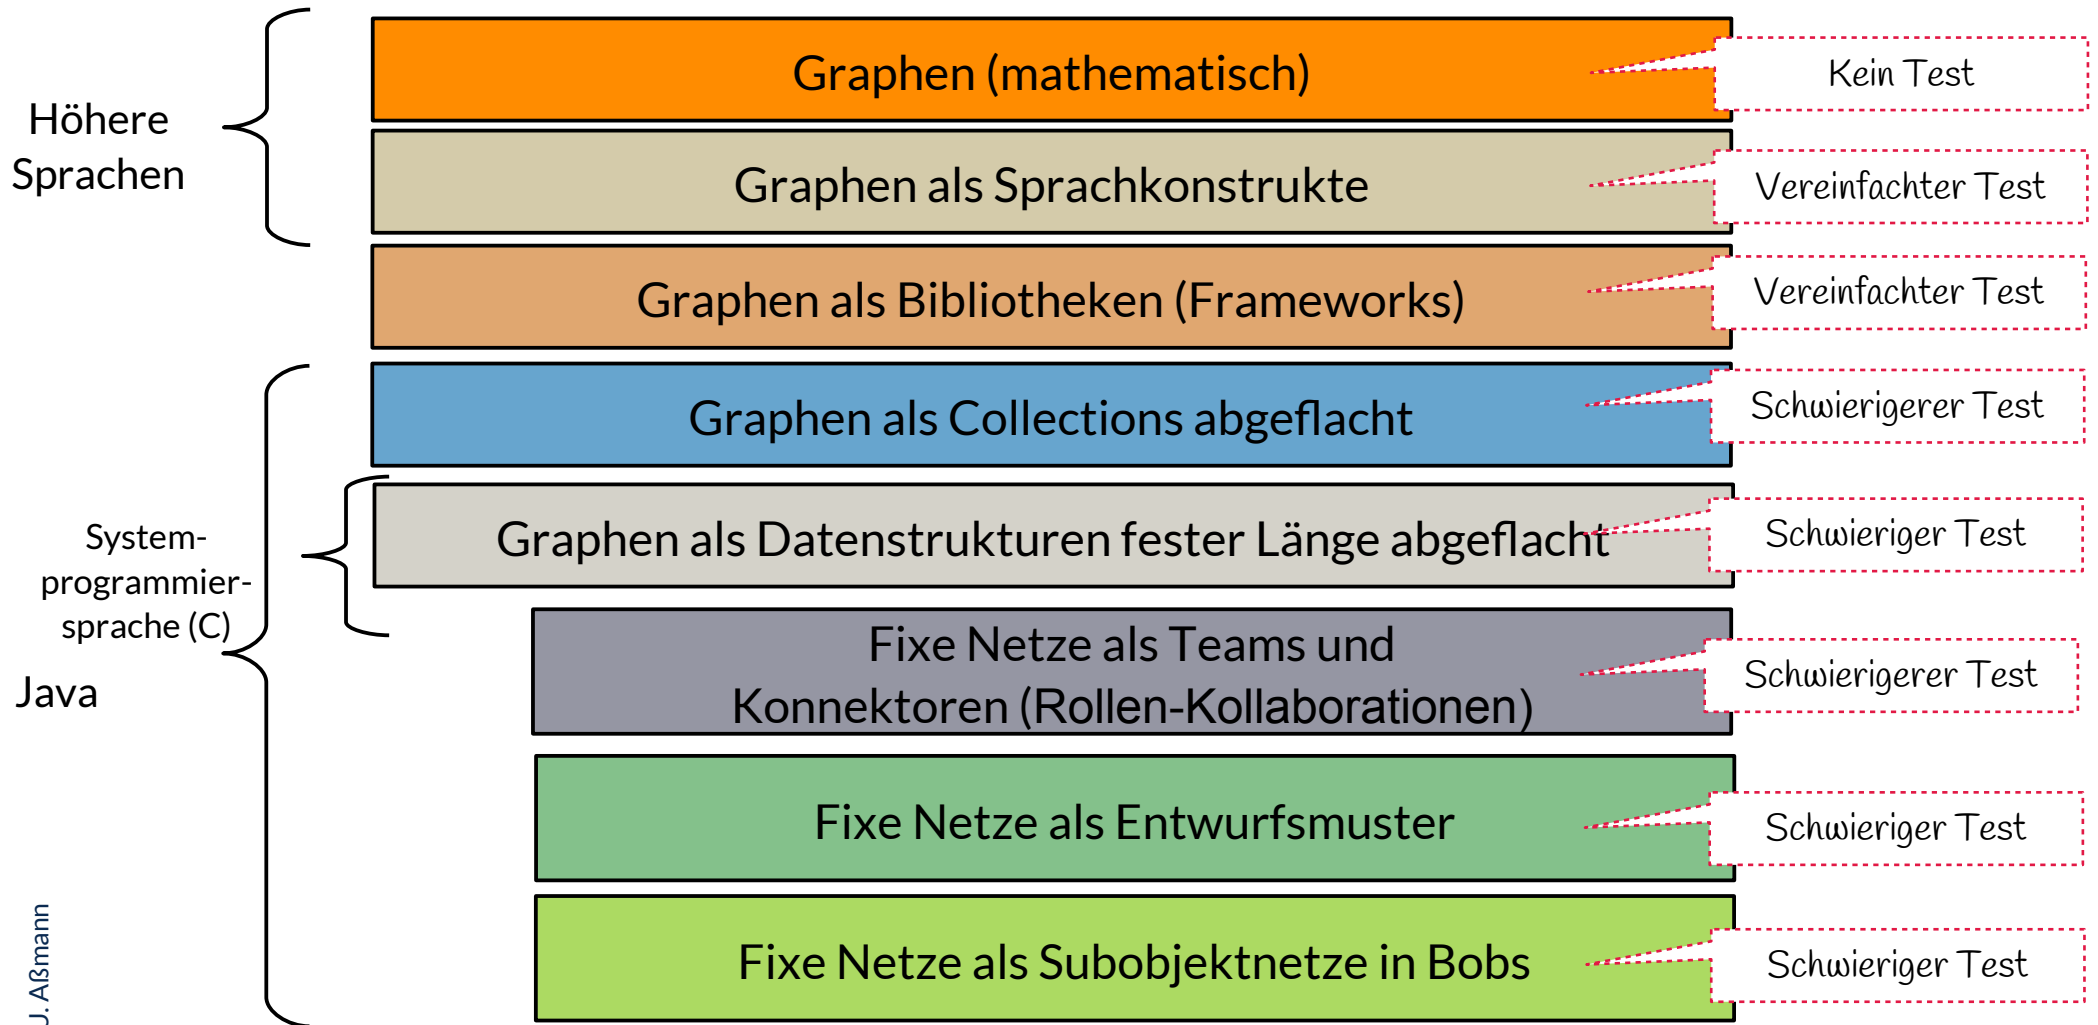 Graphen (mathematisch)
Kein Test
Höhere
Sprachen
Graphen als Sprachkonstrukte
Vereinfachter Test
Graphen als Bibliotheken (Frameworks)
Vereinfachter Test
Graphen als Collections abgeflacht
Schwierigerer Test
System-
programmier-
sprache (C)
Graphen als Datenstrukturen fester Länge abgeflacht
Schwieriger Test
Java
Fixe Netze als Teams und
Konnektoren (Rollen-Kollaborationen)
Schwierigerer Test
Fixe Netze als Entwurfsmuster
Schwieriger Test
Fixe Netze als Subobjektnetze in Bobs
Schwieriger Test
J. Aßmann